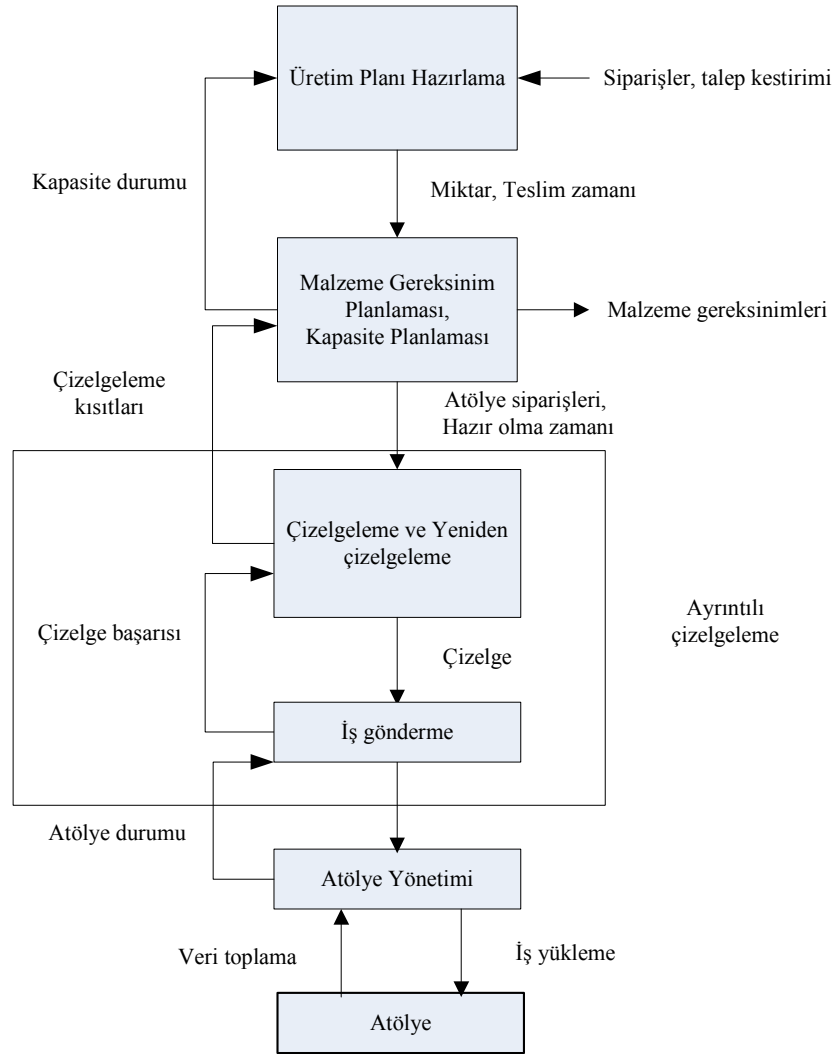 Üretim Planı Hazırlama
Siparişler, talep kestirimi
Kapasite durumu
Miktar, Teslim zamanı
Malzeme Gereksinim
Planlaması,
Kapasite Planlaması
Malzeme gereksinimleri
Çizelgeleme
kısıtları
Atölye siparişleri,
Hazır olma zamanı
Çizelgeleme ve Yeniden
çizelgeleme
Ayrıntılı
çizelgeleme
Çizelge başarısı
Çizelge
İş gönderme
Atölye durumu
Atölye Yönetimi
Veri toplama
İş yükleme
Atölye